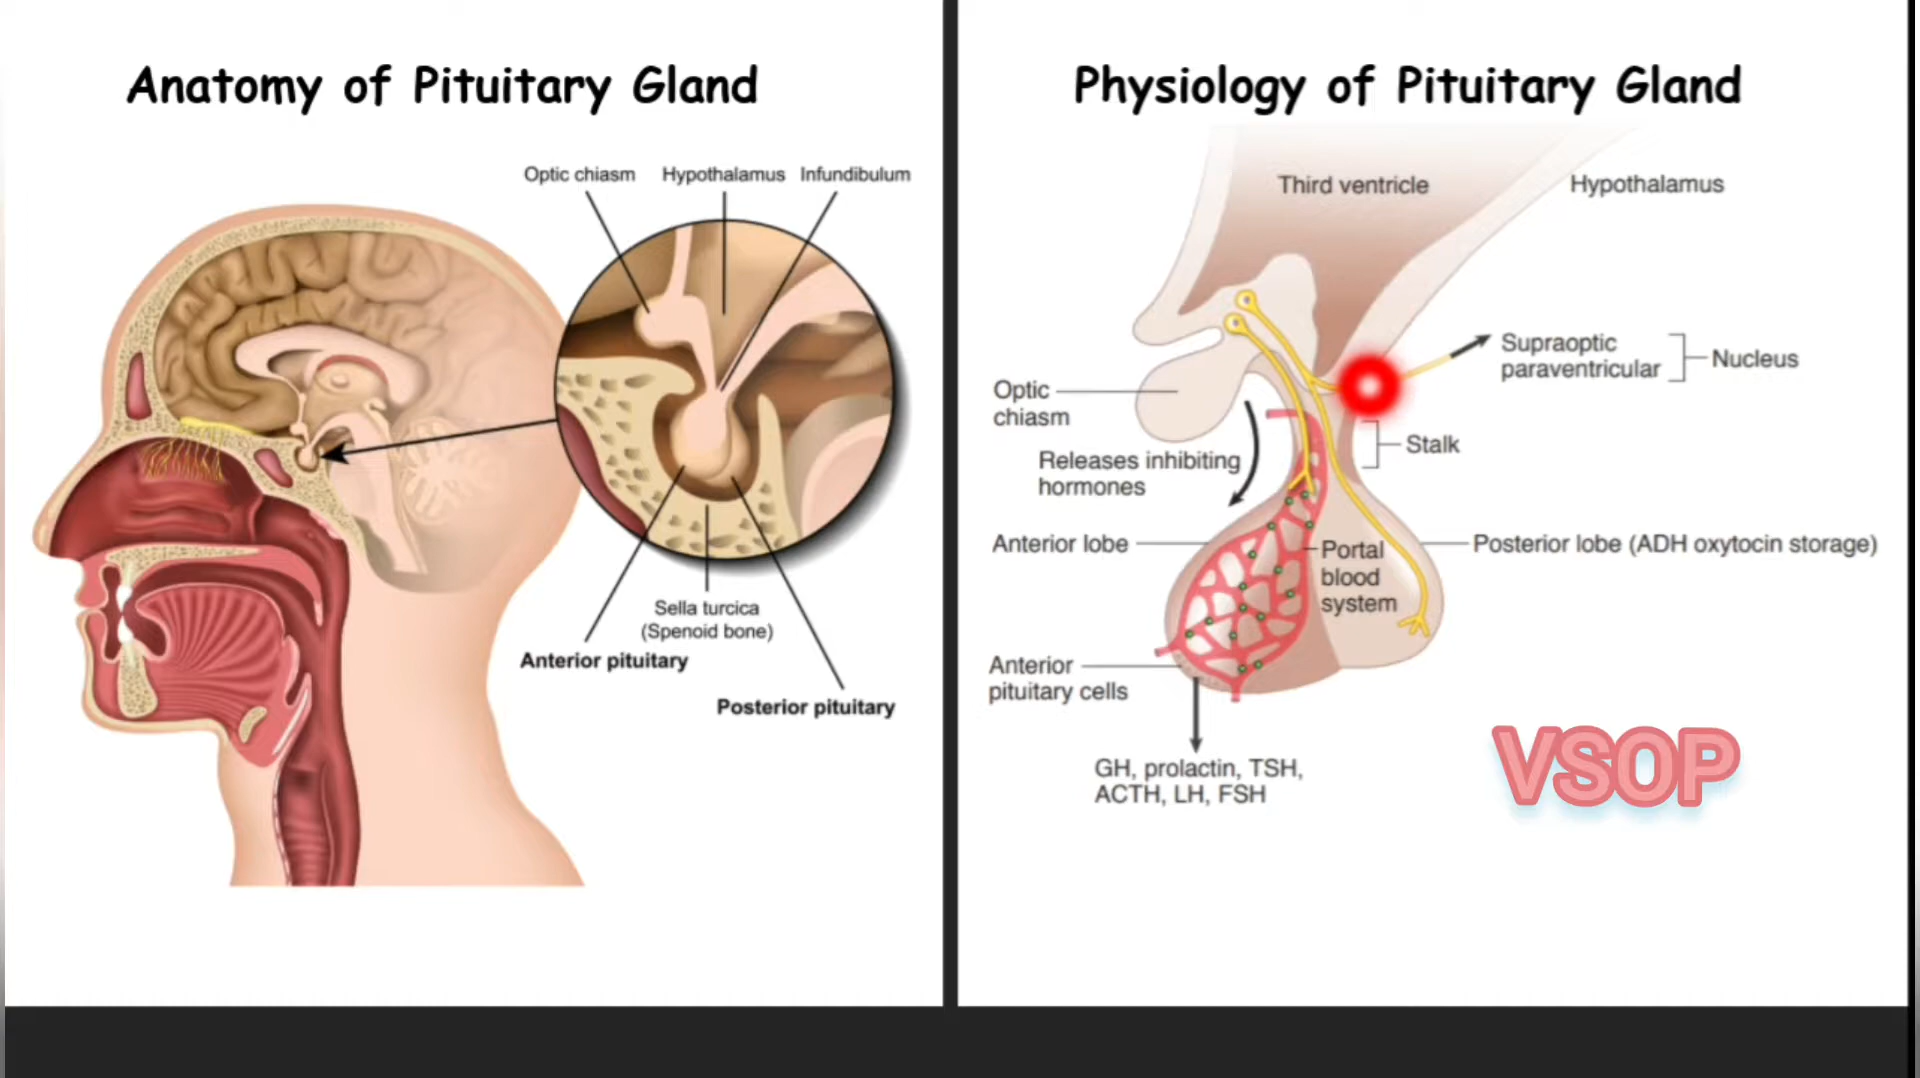 Anatomy of Pituitary Gland
Optic chiasm
Hypothalamus
Infundibulum
Sella turcica
(Spenoid bone)
Anterior pituitary
Posterior pituitary
Physiology of Pituitary Gland
Third ventricle
Hypothalamus
Supraoptic
paraventricular
Nucleus
Optic
chiasm
Stalk
Releases inhibiting
hormones
Anterior lobe
Portal
blood
system
Posterior lobe (ADH oxytocin storage)
Anterior
pituitary cells
GH, prolactin, TSH,
ACTH, LH, FSH
VSOP